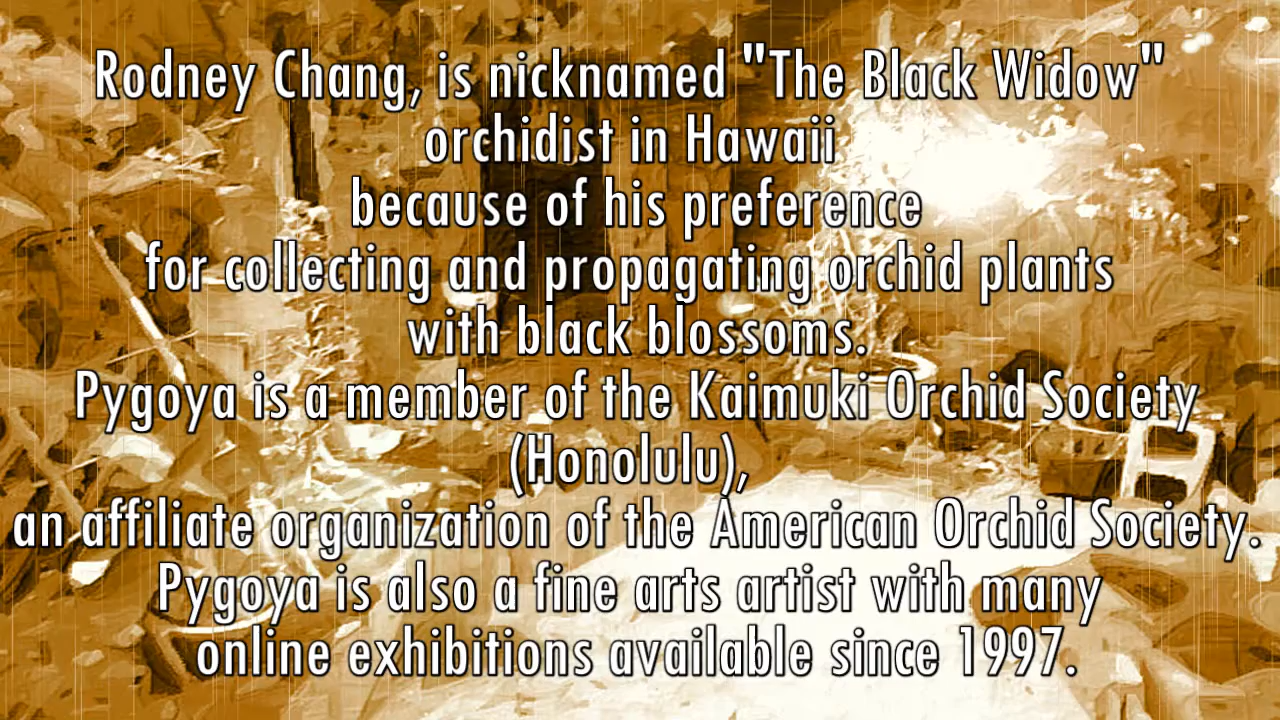 Rodney Chang, is nicknamed "The Black Widow"
orchidist in Hawaii
because of his preference
for collecting and propagating orchid plants
with black blossoms.
Pygoya is a member of the Kaimuki Orchid Society
(Honolulu),
an affiliate organization of the American Orchid Society.
Pygoya is also a fine arts artist with many
online exhibitions available since 1997.